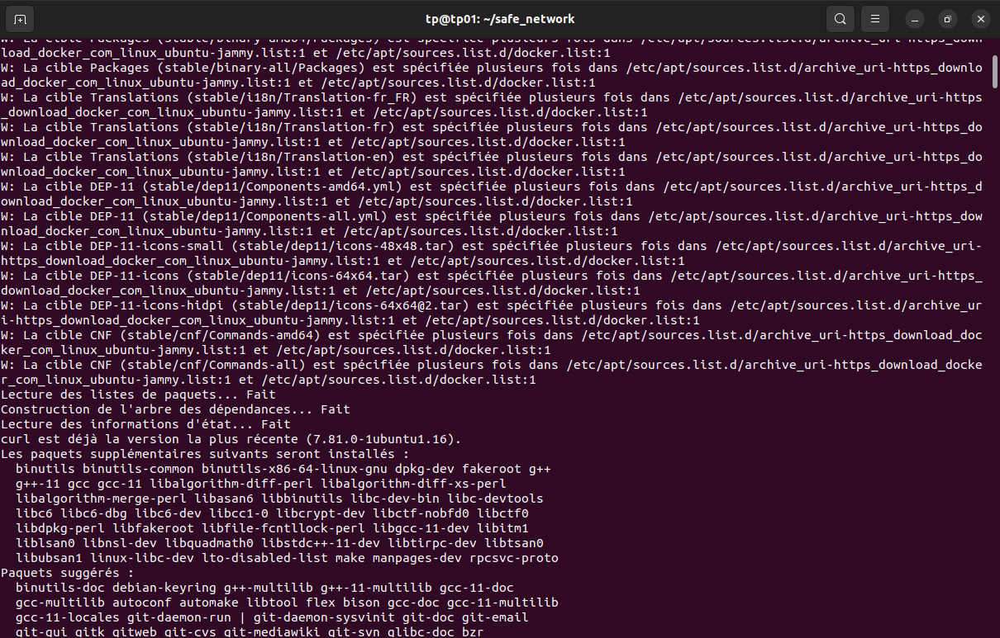 tp@tp01: ~/safe_network
W: La cible Packages (stable/binary-amd64/Packages) est spécifiée plusieurs fois dans /etc/apt/sources.list.d/archive_uri-https_down
load_docker_com_linux_ubuntu-jammy.list:1 et /etc/apt/sources.list.d/docker.list:1
W: La cible Packages (stable/binary-all/Packages) est spécifiée plusieurs fois dans /etc/apt/sources.list.d/archive_uri-https_downlo
ad_docker_com_linux_ubuntu-jammy.list:1 et /etc/apt/sources.list.d/docker.list:1
W: La cible Translations (stable/i18n/Translation-fr_FR) est spécifiée plusieurs fois dans /etc/apt/sources.list.d/archive_uri-https
_download_docker_com_linux_ubuntu-jammy.list:1 et /etc/apt/sources.list.d/docker.list:1
W: La cible Translations (stable/i18n/Translation-fr) est spécifiée plusieurs fois dans /etc/apt/sources.list.d/archive_uri-https_do
wnload_docker_com_linux_ubuntu-jammy.list:1 et /etc/apt/sources.list.d/docker.list:1
W: La cible Translations (stable/i18n/Translation-en) est spécifiée plusieurs fois dans /etc/apt/sources.list.d/archive_uri-https_do
wnload_docker_com_linux_ubuntu-jammy.list:1 et /etc/apt/sources.list.d/docker.list:1
W: La cible DEP-11 (stable/dep11/Components-amd64.yml) est spécifiée plusieurs fois dans /etc/apt/sources.list.d/archive_uri-https_d
ownload_docker_com_linux_ubuntu-jammy.list:1 et /etc/apt/sources.list.d/docker.list:1
W: La cible DEP-11 (stable/dep11/Components-all.yml) est spécifiée plusieurs fois dans /etc/apt/sources.list.d/archive_uri-https_dow
nload_docker_com_linux_ubuntu-jammy.list:1 et /etc/apt/sources.list.d/docker.list:1
W: La cible DEP-11-icons-small (stable/dep11/icons-48x48.tar) est spécifiée plusieurs fois dans /etc/apt/sources.list.d/archive_uri-
https_download_docker_com_linux_ubuntu-jammy.list:1 et /etc/apt/sources.list.d/docker.list:1
W: La cible DEP-11-icons (stable/dep11/icons-64x64.tar) est spécifiée plusieurs fois dans /etc/apt/sources.list.d/archive_uri-https_
download_docker_com_linux_ubuntu-jammy.list:1 et /etc/apt/sources.list.d/docker.list:1
W: La cible DEP-11-icons-hidpi (stable/dep11/icons-64x64@2.tar) est spécifiée plusieurs fois dans /etc/apt/sources.list.d/archive_ur
i-https_download_docker_com_linux_ubuntu-jammy.list:1 et /etc/apt/sources.list.d/docker.list:1
W: La cible CNF (stable/cnf/Commands-amd64) est spécifiée plusieurs fois dans /etc/apt/sources.list.d/archive_uri-https_download_doc
ker_com_linux_ubuntu-jammy.list:1 et /etc/apt/sources.list.d/docker.list:1
W: La cible CNF (stable/cnf/Commands-all) est spécifiée plusieurs fois dans /etc/apt/sources.list.d/archive_uri-https_download_docke
r_com_linux_ubuntu-jammy.list:1 et /etc/apt/sources.list.d/docker.list:1
Lecture des listes de paquets... Fait
Construction de l'arbre des dépendances... Fait
Lecture des informations d'état... Fait
curl est déjà la version la plus récente (7.81.0-1ubuntu1.16).
Les paquets supplémentaires suivants seront installés :
binutils binutils-common binutils-x86-64-linux-gnu dpkg-dev fakeroot g++
g++-11 gcc gcc-11 libalgorithm-diff-perl libalgorithm-diff-xs-perl
libalgorithm-merge-perl libasan6 libbinutils libc-dev-bin libc-devtools
libc6 libc6-dbg libc6-dev libcc1-0 libcrypt-dev libctf-nobfd0 libctf0
libdpkg-perl libfakeroot libfile-fcntllock-perl libgcc-11-dev libitm1
liblsan0 libnsl-dev libquadmath0 libstdc++-11-dev libtirpc-dev libtsan0
libubsan1 linux-libc-dev lto-disabled-list make manpages-dev rpcsvc-proto
Paquets suggérés :
binutils-doc debian-keyring g++-multilib g++-11-multilib gcc-11-doc
gcc-multilib autoconf automake libtool flex bison gcc-doc gcc-11-multilib
gcc-11-locales git-daemon-run | git-daemon-sysvinit git-doc git-email
git-gui gitk gitweb git-cvs git-mediawiki git-svn glibc-doc bzr